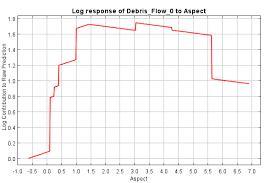 Log response of Debris_Flow_0 to Aspect
Log Contribution to Raw Prediction
1.8
1.6
1.4
1.2
1.0
0.8
0.6
0.4
0.2
0.0
-1.0 -0.5 0.0 0.5 1.0 1.5 2.0 2.5 3.0 3.5 4.0 4.5 5.0 5.5 6.0 6.5 7.0
Aspect